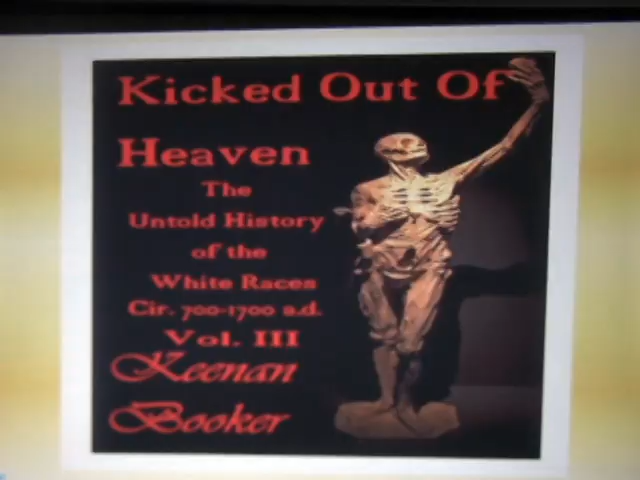 Kicked Out Of
Heaven
The
Untold History
of the
White Races
Cir. 700-1700 a.d.
Vol. III
Keenan
Booker